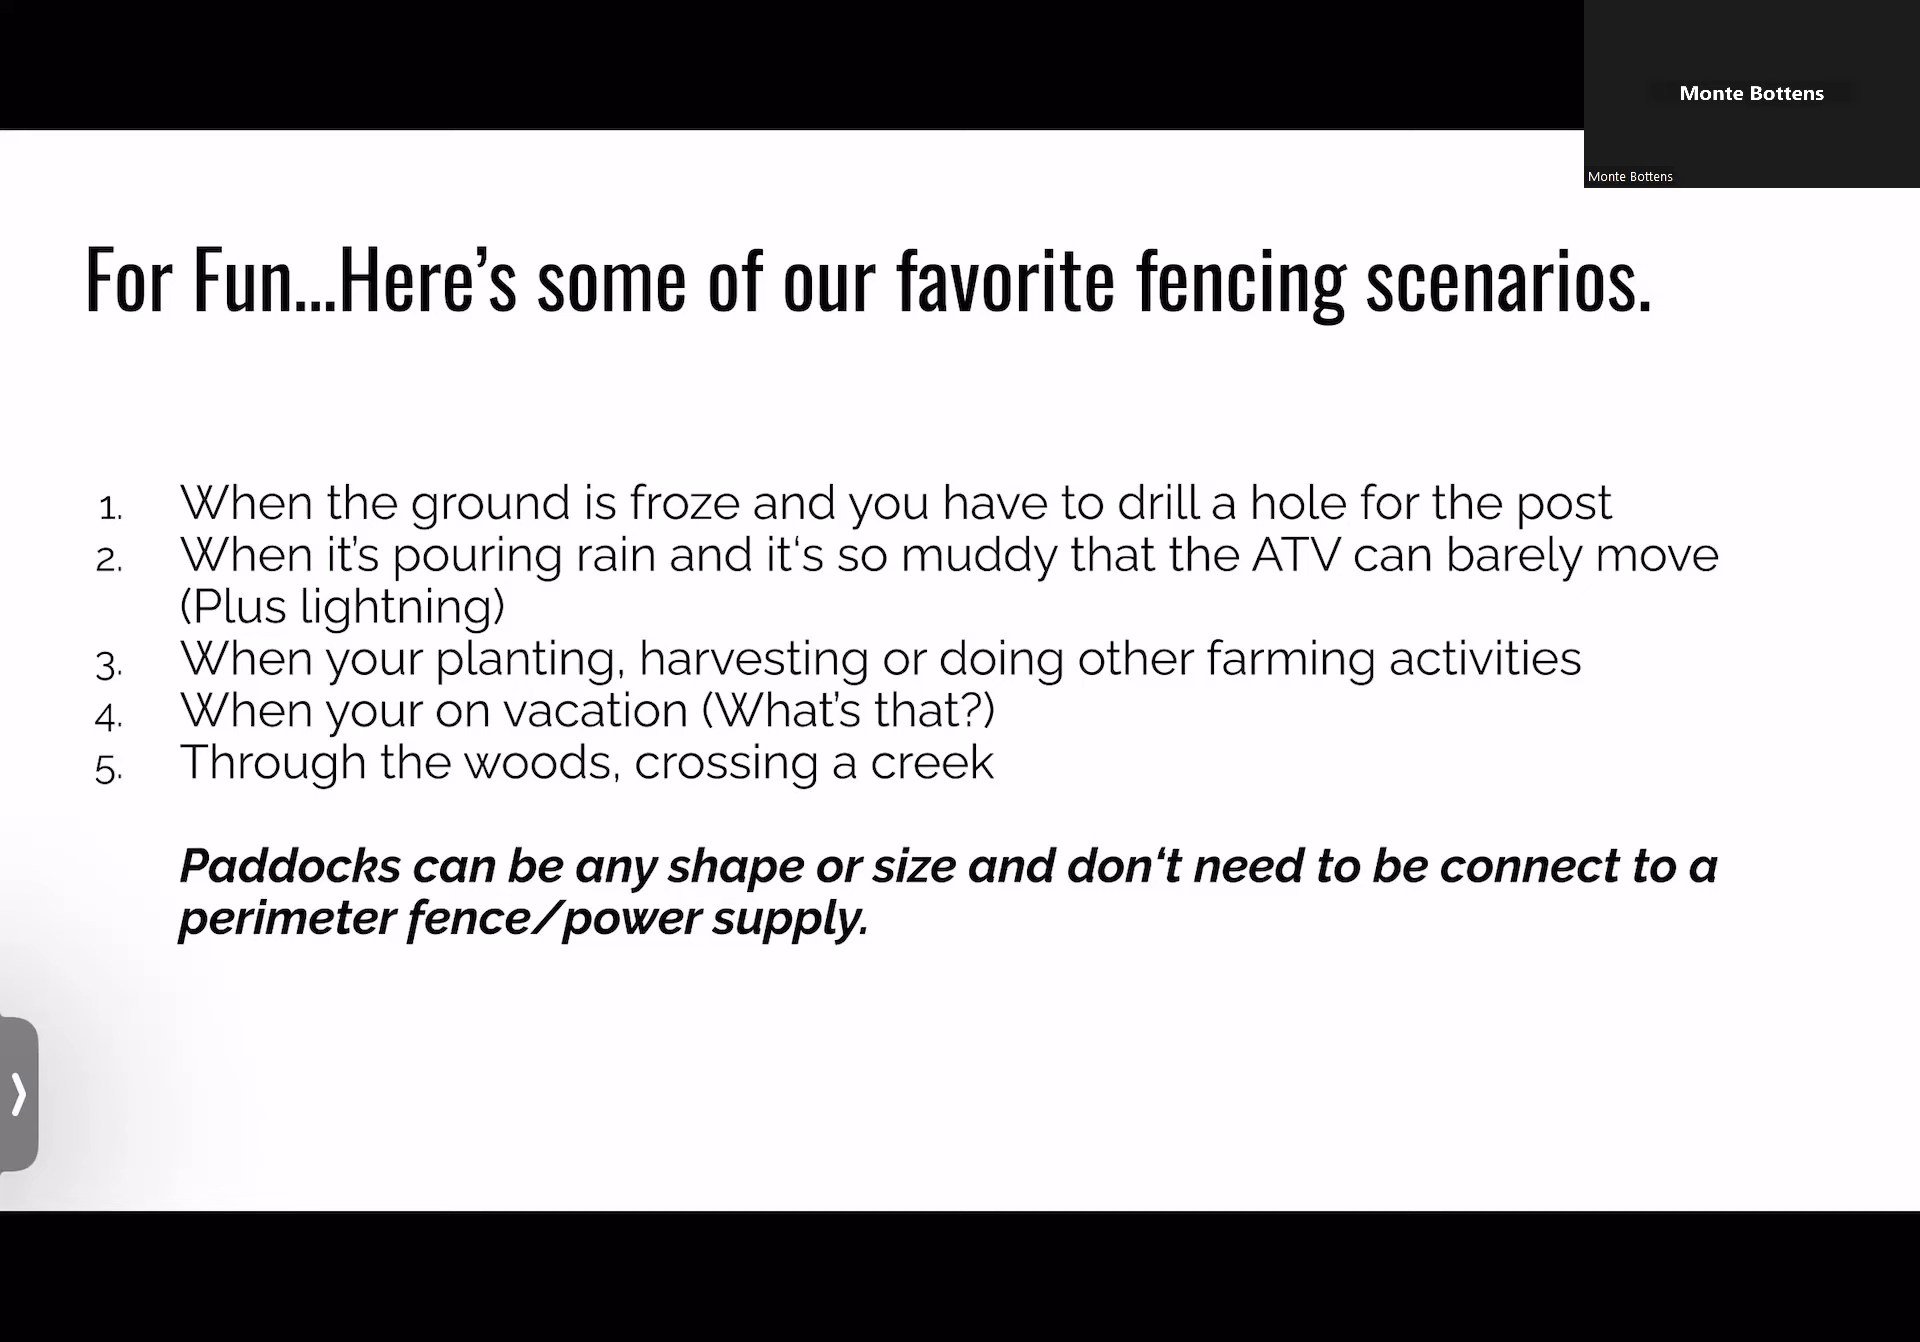 Monte Bottens
Monte Bottens
For Fun...Here’s some of our favorite fencing scenarios.
1. When the ground is froze and you have to drill a hole for the post
2. When it’s pouring rain and it‘s so muddy that the ATV can barely move
(Plus lightning)
3. When your planting, harvesting or doing other farming activities
4. When your on vacation (What’s that?)
5. Through the woods, crossing a creek
Paddocks can be any shape or size and don‘t need to be connect to a
perimeter fence/power supply.